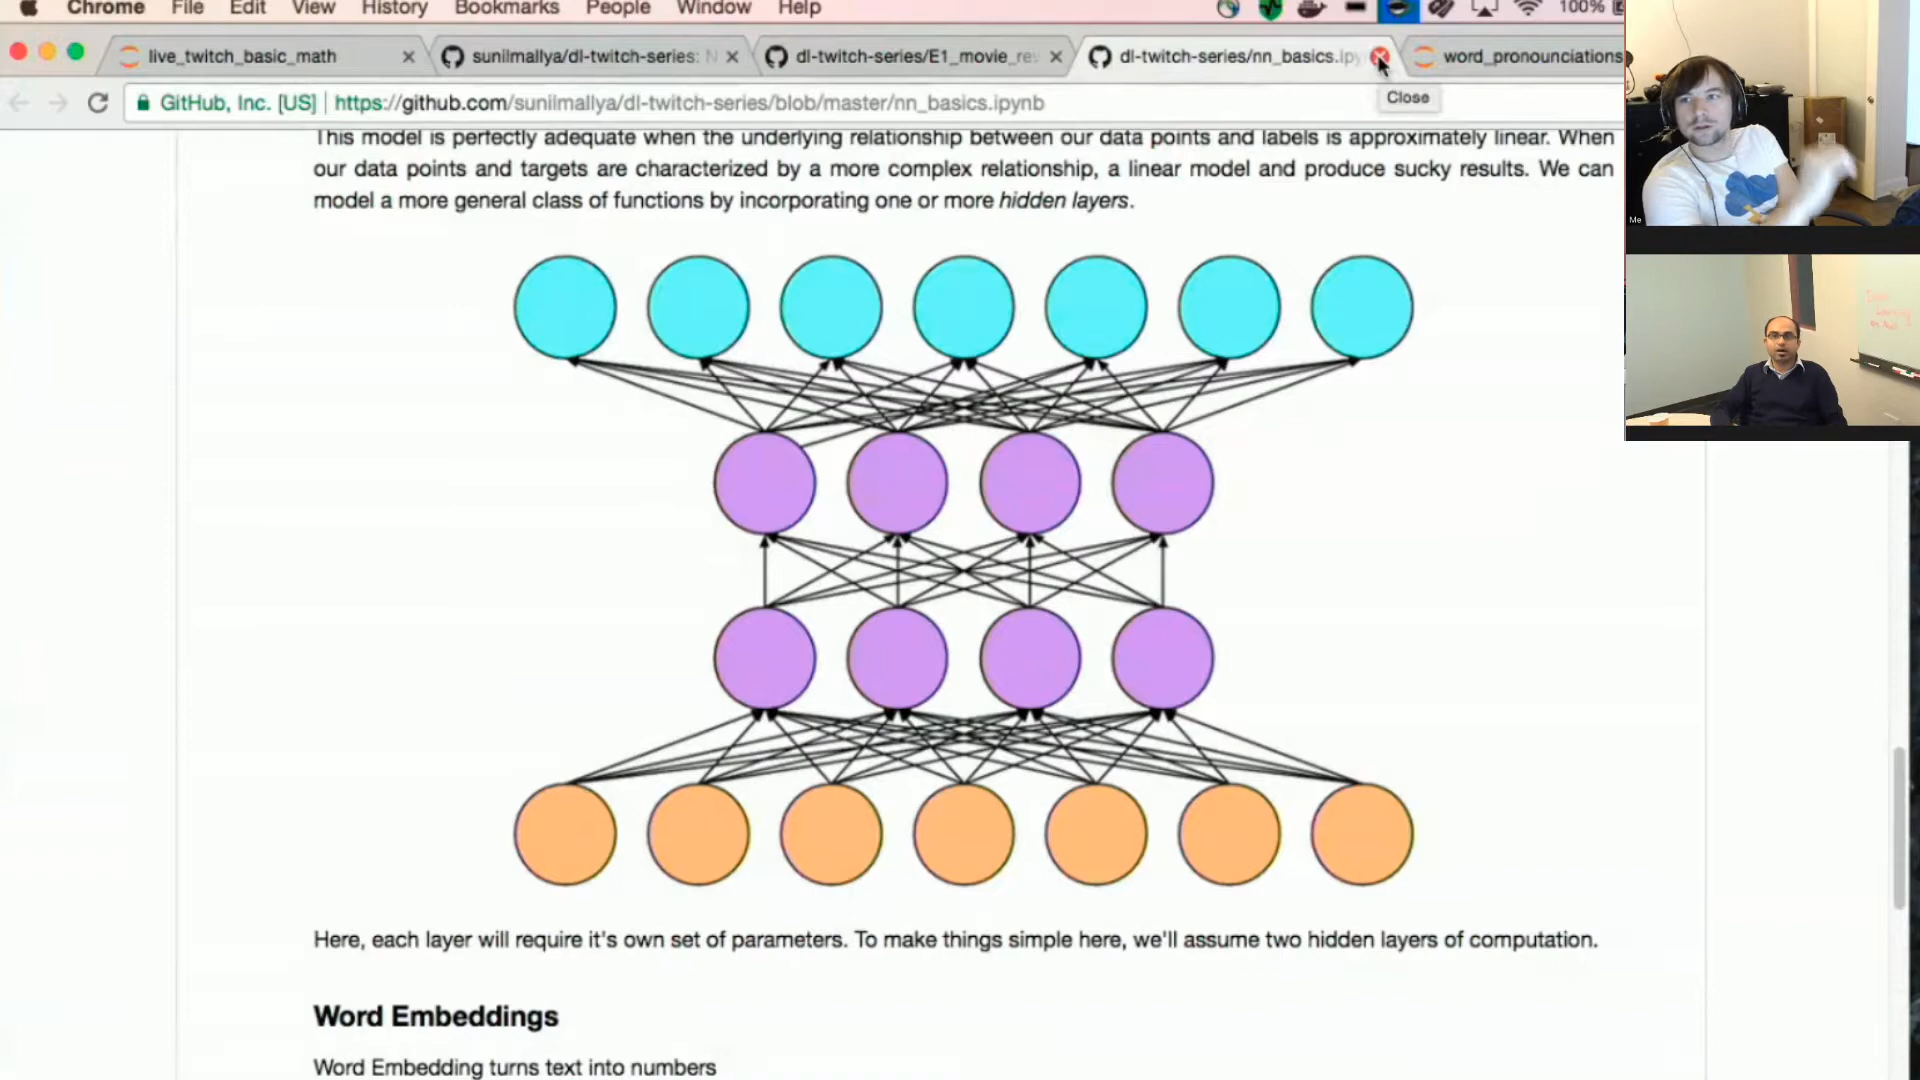 Chrome File Edit View History Bookmarks People Window Help 100%
live_twitch_basic_math
sunilmallya/dl-twitch-series: N
dl-twitch-series/E1_movie_re
dl-twitch-series/nn_basics.ipy
word_pronounciations
GitHub, Inc. [US] https://github.com/sunilmallya/dl-twitch-series/blob/master/nn_basics.ipynb
Close
This model is perfectly adequate when the underlying relationship between our data points and labels is approximately linear. When
our data points and targets are characterized by a more complex relationship, a linear model and produce sucky results. We can
model a more general class of functions by incorporating one or more hidden layers.
Me
Here, each layer will require it's own set of parameters. To make things simple here, we'll assume two hidden layers of computation.
Word Embeddings
Word Embedding turns text into numbers